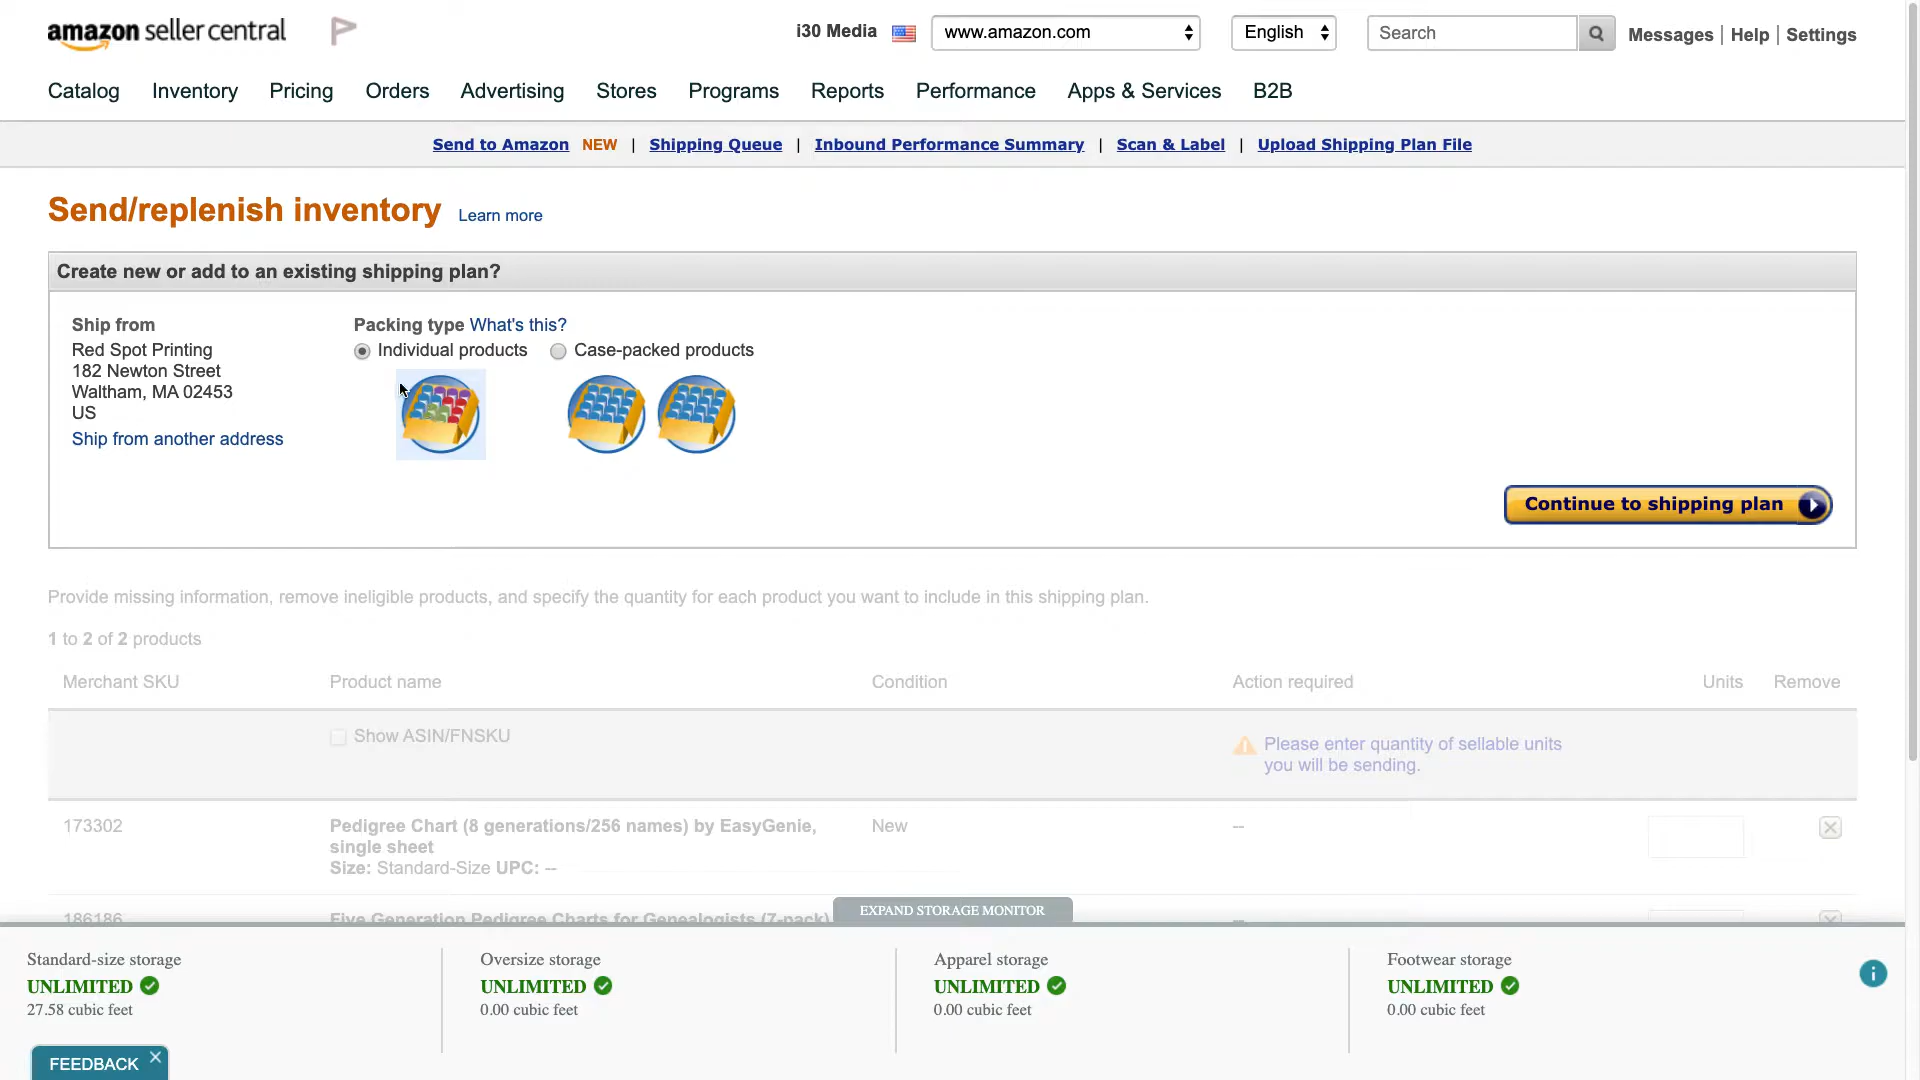 amazon seller central
i30 Media
www.amazon.com
English
Search
Messages | Help | Settings
Catalog Inventory Pricing Orders Advertising Stores Programs Reports Performance Apps & Services B2B
Send to Amazon NEW | Shipping Queue | Inbound Performance Summary | Scan & Label | Upload Shipping Plan File
Send/replenish inventory Learn more
Create new or add to an existing shipping plan?
Ship from
Red Spot Printing
182 Newton Street
Waltham, MA 02453
US
Ship from another address
Packing type What's this?
Individual products Case-packed products
Continue to shipping plan
Provide missing information, remove ineligible products, and specify the quantity for each product you want to include in this shipping plan.
1 to 2 of 2 products
Merchant SKU Product name Condition Action required Units Remove
Show ASIN/FNSKU
Please enter quantity of sellable units
you will be sending.
173302
Pedigree Chart (8 generations/256 names) by EasyGenie,
single sheet
Size: Standard-Size UPC: --
New
--
186186 Five Generation Pedigree Charts for Genealogists (7-pack) --
EXPAND STORAGE MONITOR
Standard-size storage
UNLIMITED
27.58 cubic feet
Oversize storage
UNLIMITED
0.00 cubic feet
Apparel storage
UNLIMITED
0.00 cubic feet
Footwear storage
UNLIMITED
0.00 cubic feet
FEEDBACK